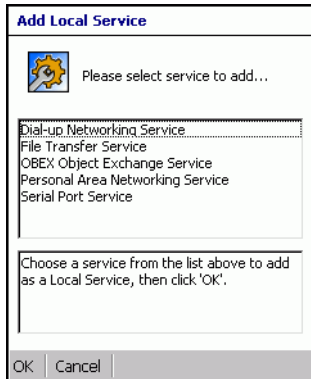 Add Local Service
Please select service to add...
Dial-up Networking Service
File Transfer Service
OBEX Object Exchange Service
Personal Area Networking Service
Serial Port Service
Choose a service from the list above to add
as a Local Service, then click 'OK'.
OK Cancel